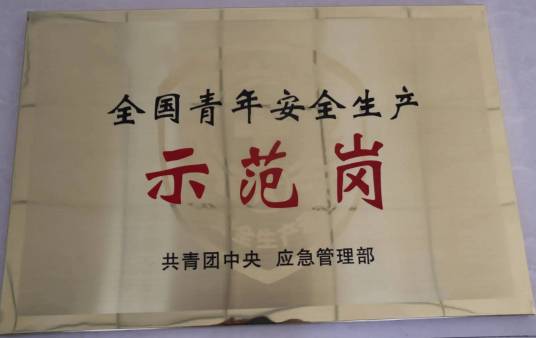 全国青年安全生产
示范岗
共青团中央 应急管理部